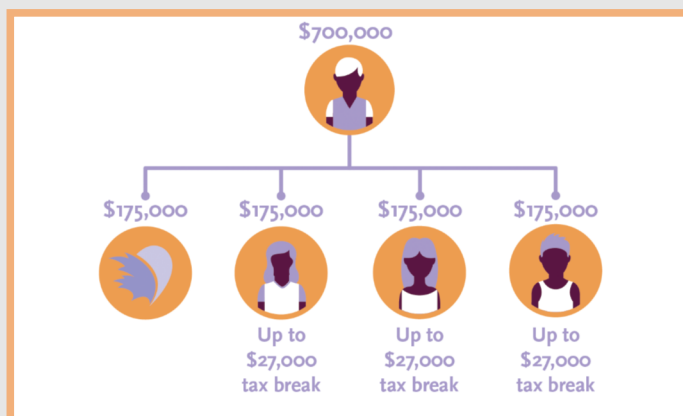 $700,000
$175,000 $175,000 $175,000 $175,000
Up to Up to Up to
$27,000 $27,000 $27,000
tax break tax break tax break